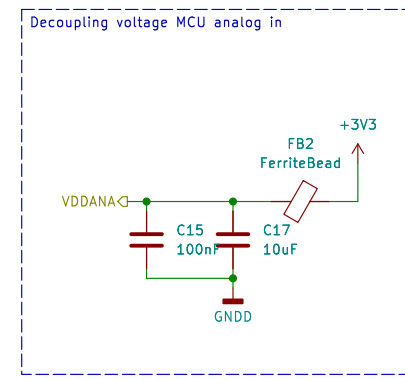 Decoupling voltage MCU analog in
+3V3
FB2
FerriteBead
VDDANA
C15
100nF
C17
10uF
GNDD